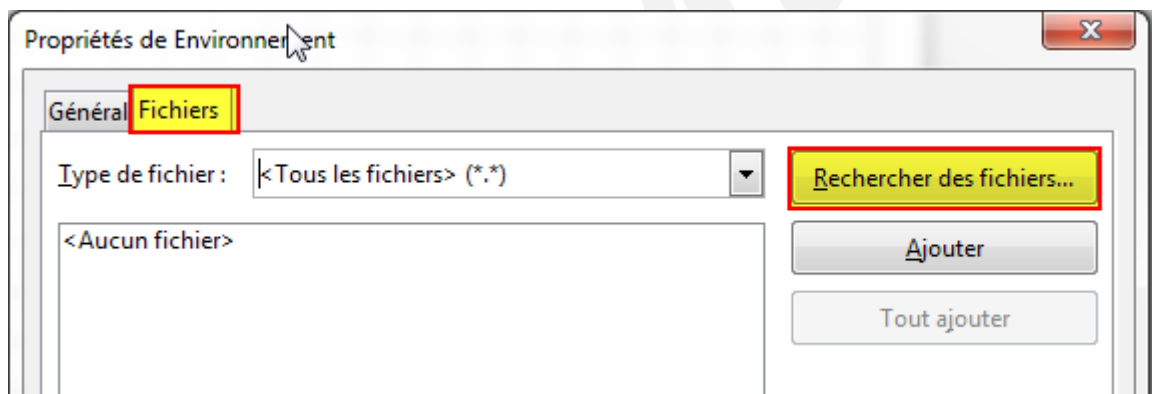 Propriétés de Environnement
Général Fichiers
Type de fichier : <Tous les fichiers> (*.*) Rechercher des fichiers...
<Aucun fichier> Ajouter
Tout ajouter